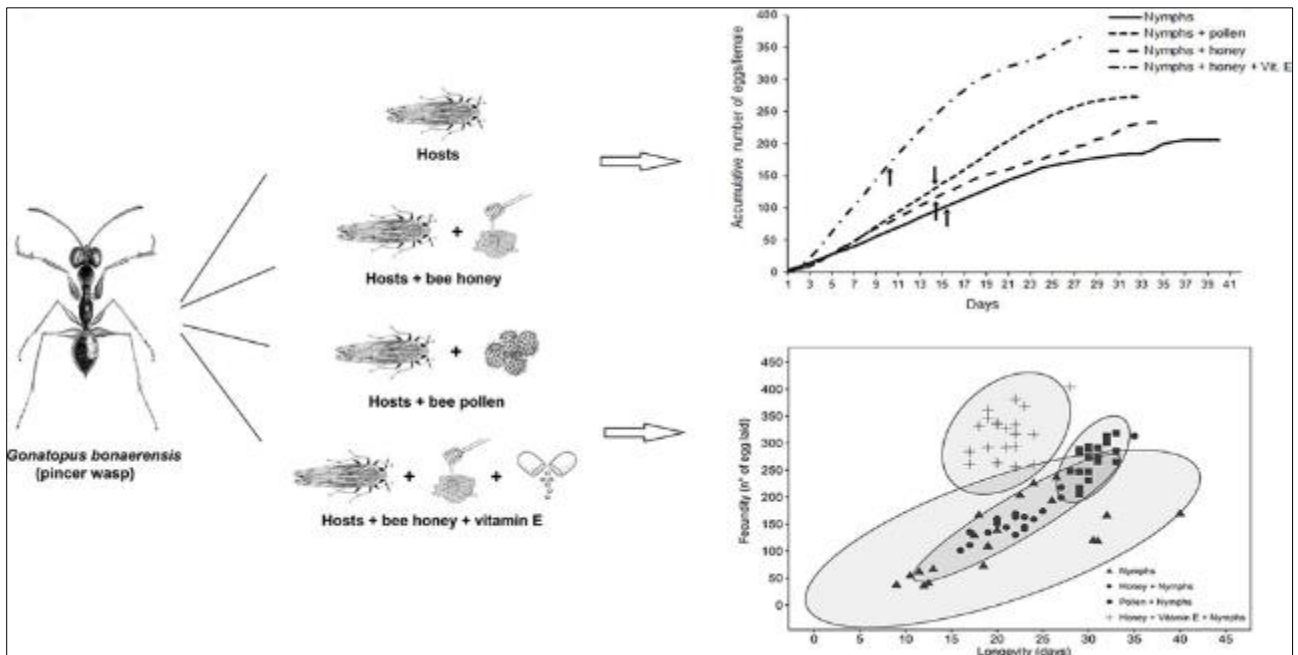 Gonatopus bonaerensis
(pincer wasp)
Hosts
+
Hosts + bee honey
+
Hosts + bee pollen
+ +
Hosts + bee honey + vitamin E
Accumulative number of eggs/female
400
350
300
250
200
150
100
50
0
1 3 5 7 9 11 13 15 17 19 21 23 25 27 29 31 33 35 37 39 41
Days
Nymphs
Nymphs + pollen
Nymphs + honey
Nymphs + honey + Vit. E
Fecundity (n° of egg laid)
450
400
350
300
250
200
150
100
50
0
0 5 10 15 20 25 30 35 40 45
Longevity (days)
Nymphs
Honey + Nymphs
Pollen + Nymphs
Honey + Vitamin E + Nymphs